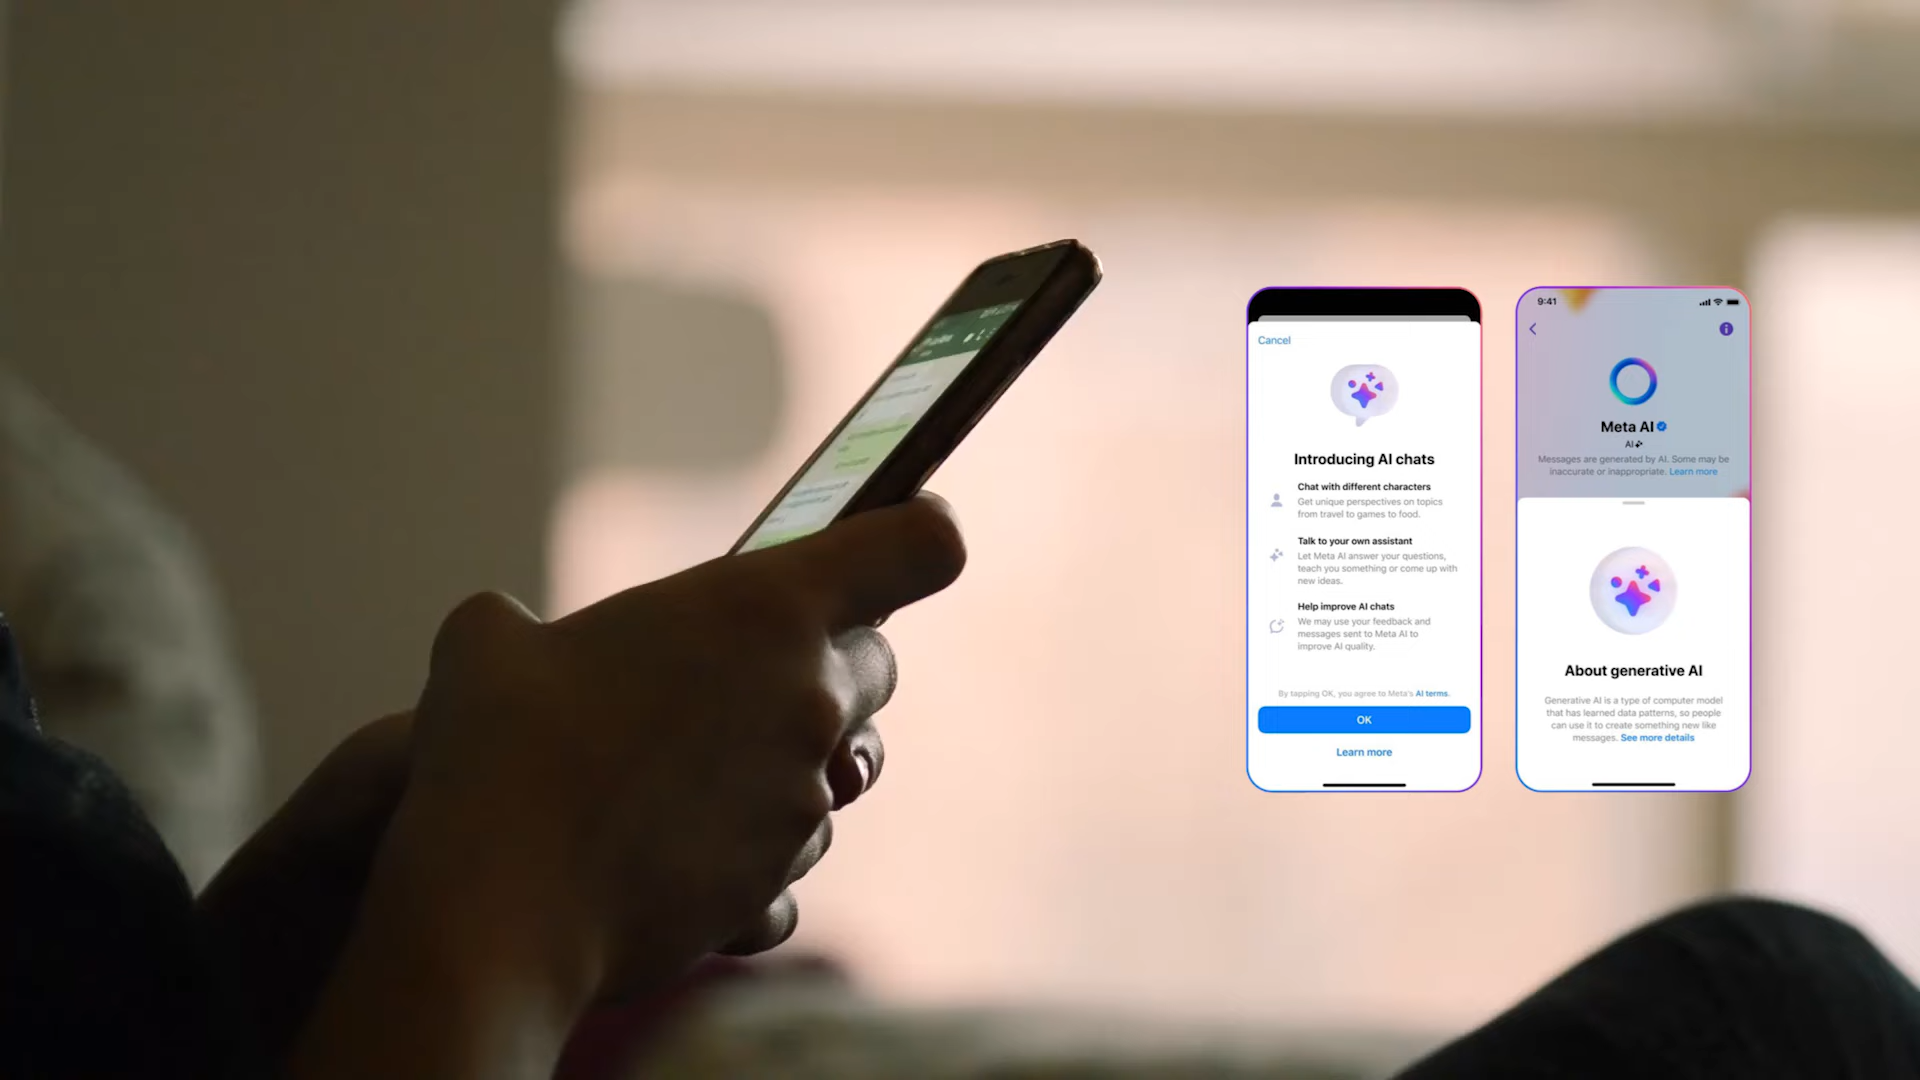 Cancel
Introducing AI chats
Chat with different characters
Get unique perspectives on topics
from travel to games to food.
Talk to your own assistant
Let Meta AI answer your questions,
teach you something or come up with
new ideas.
Help improve AI chats
We may use your feedback and
messages sent to Meta AI to
improve AI quality.
By tapping OK, you agree to Meta's AI terms.
OK
Learn more
9:41
Meta AI
AI
Messages are generated by AI. Some may be
inaccurate or inappropriate. Learn more
About generative AI
Generative AI is a type of computer model
that has learned data patterns, so people
can use it to create something new like
messages. See more details